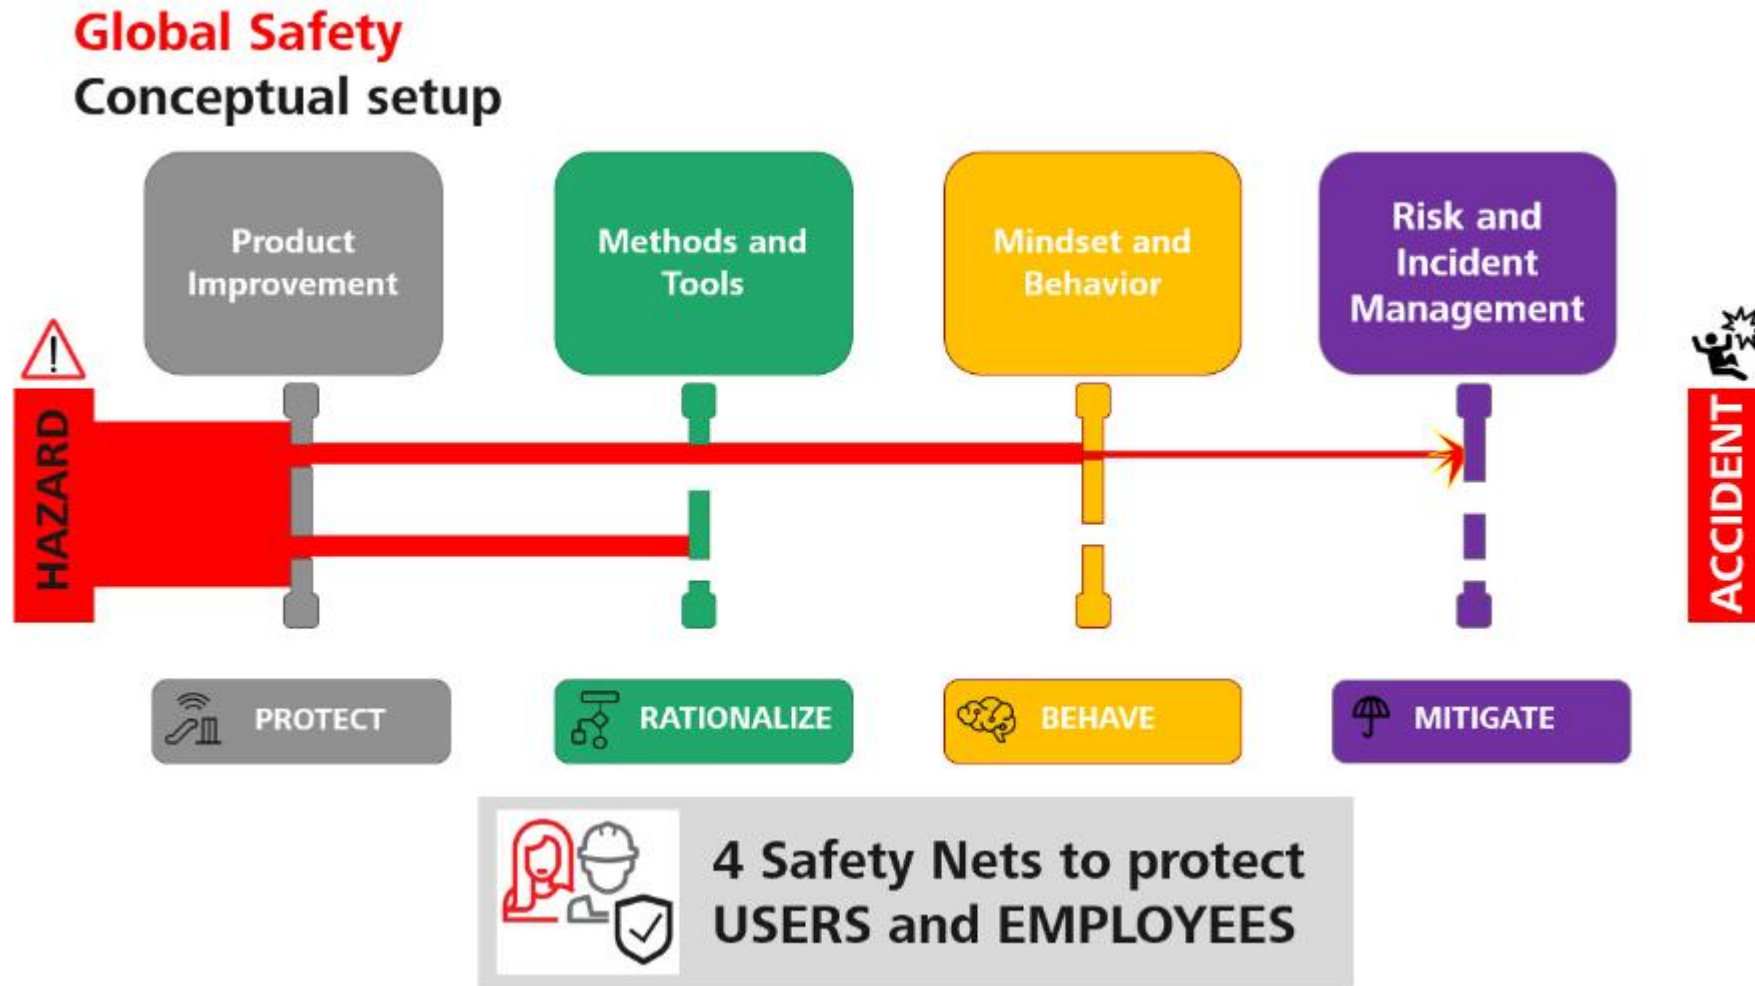 Global Safety
Conceptual setup
Product
Improvement
Methods and
Tools
Mindset and
Behavior
Risk and
Incident
Management
HAZARD
ACCIDENT
PROTECT
RATIONALIZE
BEHAVE
MITIGATE
4 Safety Nets to protect
USERS and EMPLOYEES